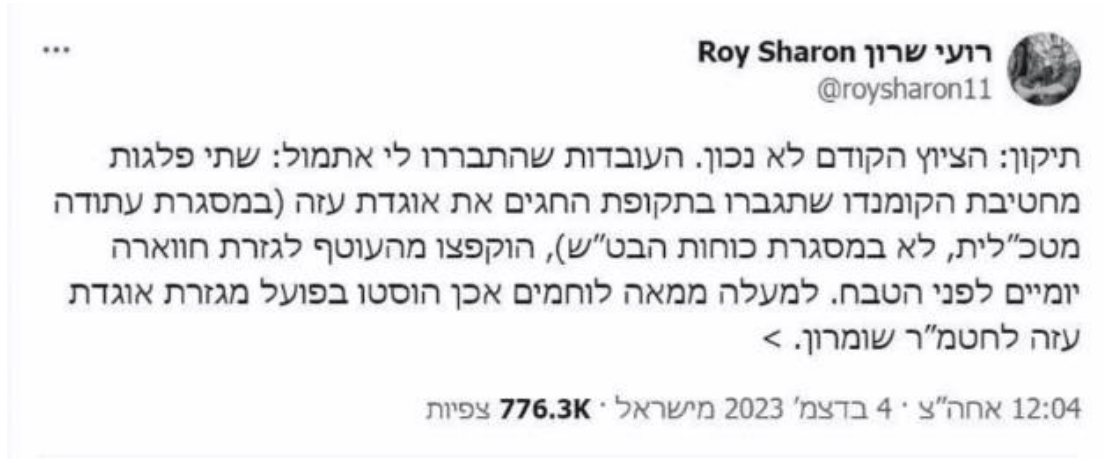 רועי שרון Roy Sharon
@roysharon11
תיקון: הציוץ הקודם לא נכון. העובדות שהתבררו לי אתמול: שתי פלגות
מחטיבת הקומנדו שתגברו בתקופת החגים את אוגדת עזה (במסגרת עתודה
מטכ"לית, לא במסגרת כוחות הבט"ש), הוקפצו מהעוטף לגזרת חווארה
יומיים לפני הטבח. למעלה ממאה לוחמים אכן הוסטו בפועל מגזרת אוגדת
עזה לחטמ"ר שומרון. >
12:04 אחה"צ · 4 בדצמ' 2023 מישראל · 776.3K צפיות